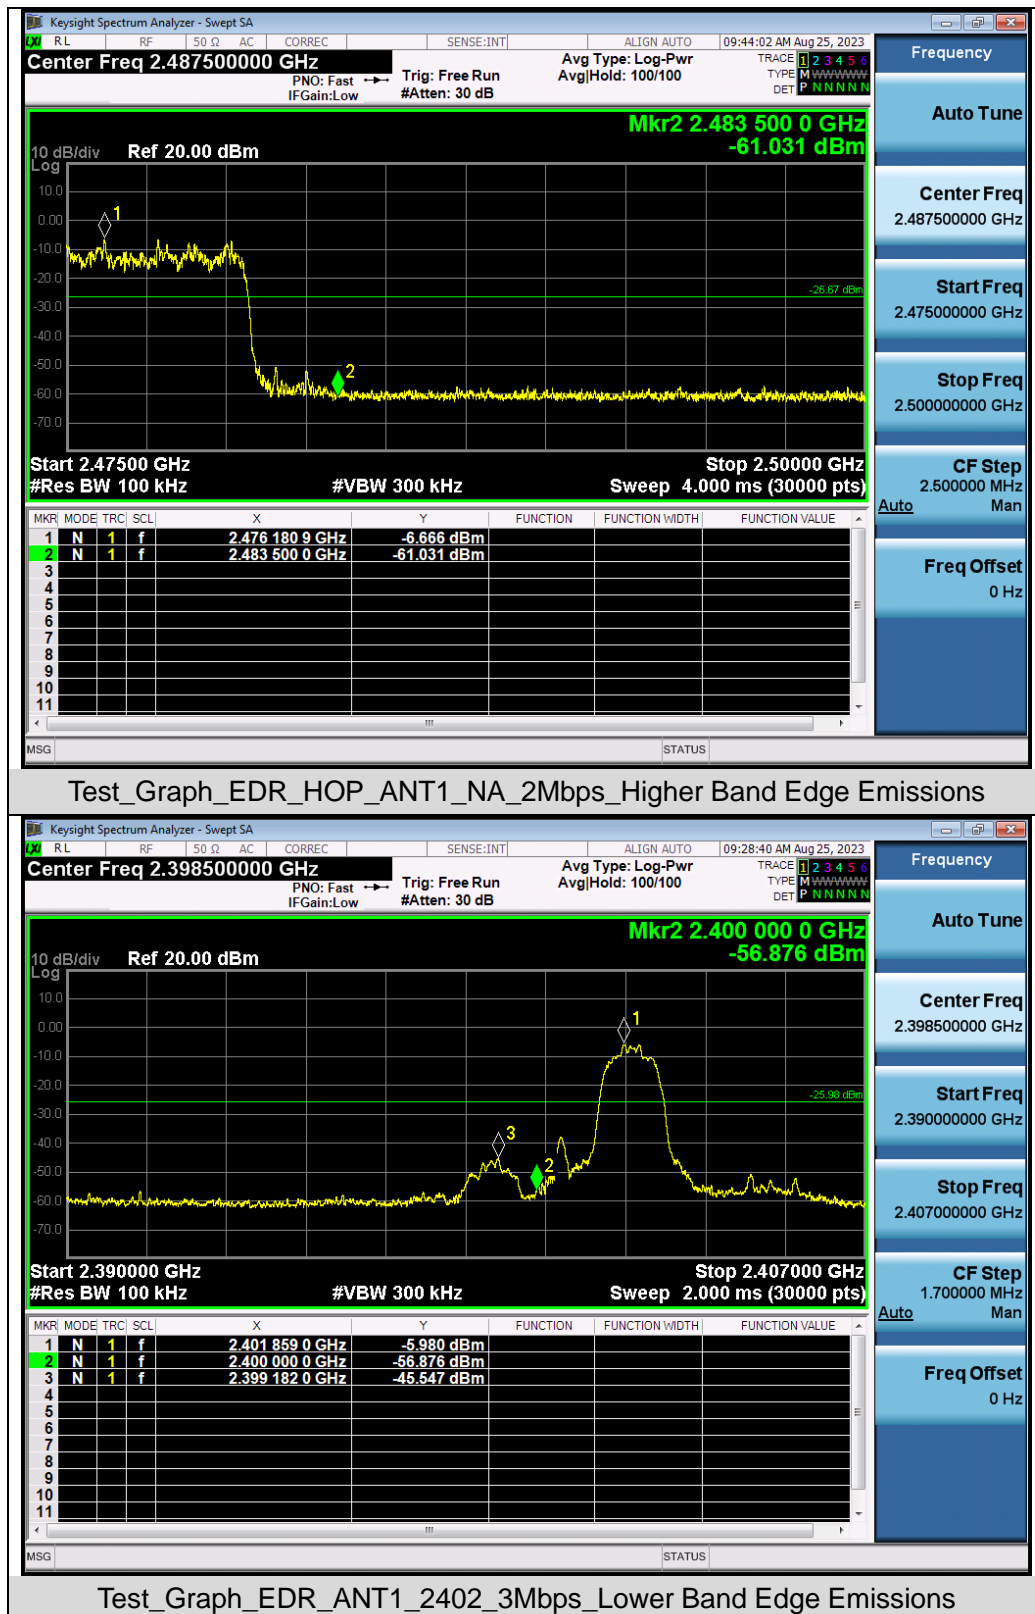 Keysight Spectrum Analyzer - Swept SA
LXI RL RF 50 Ω AC CORREC SENSE:INT ALIGN AUTO 09:44:02 AM Aug 25, 2023
Center Freq 2.487500000 GHz
PNO: Fast
IFGain:Low
Trig: Free Run
#Atten: 30 dB
Avg Type: Log-Pwr
Avg|Hold: 100/100
TRACE 1 2 3 4 5 6
TYPE M W W W W W
DET P N N N N N
Frequency
Auto Tune
Center Freq
2.487500000 GHz
Start Freq
2.475000000 GHz
Stop Freq
2.500000000 GHz
CF Step
2.500000 MHz
Auto Man
Freq Offset
0 Hz
Mkr2 2.483 500 0 GHz
-61.031 dBm
10 dB/div Ref 20.00 dBm
Log
10.0
0.00
-10.0
-20.0
-30.0
-40.0
-50.0
-60.0
-70.0
1
2
-26.67 dBm
Start 2.47500 GHz Stop 2.50000 GHz
#Res BW 100 kHz #VBW 300 kHz Sweep 4.000 ms (30000 pts)
MKR MODE TRC SCL X Y FUNCTION FUNCTION WIDTH FUNCTION VALUE
1 N 1 f 2.476 180 9 GHz -6.666 dBm
2 N 1 f 2.483 500 0 GHz -61.031 dBm
3
4
5
6
7
8
9
10
11
MSG STATUS
Test_Graph_EDR_HOP_ANT1_NA_2Mbps_Higher Band Edge Emissions
Keysight Spectrum Analyzer - Swept SA
LXI RL RF 50 Ω AC CORREC SENSE:INT ALIGN AUTO 09:28:40 AM Aug 25, 2023
Center Freq 2.398500000 GHz
PNO: Fast
IFGain:Low
Trig: Free Run
#Atten: 30 dB
Avg Type: Log-Pwr
Avg|Hold: 100/100
TRACE 1 2 3 4 5 6
TYPE M W W W W W
DET P N N N N N
Frequency
Auto Tune
Center Freq
2.398500000 GHz
Start Freq
2.390000000 GHz
Stop Freq
2.407000000 GHz
CF Step
1.700000 MHz
Auto Man
Freq Offset
0 Hz
Mkr2 2.400 000 0 GHz
-56.876 dBm
10 dB/div Ref 20.00 dBm
Log
10.0
0.00
-10.0
-20.0
-30.0
-40.0
-50.0
-60.0
-70.0
1
3
2
-25.98 dBm
Start 2.390000 GHz Stop 2.407000 GHz
#Res BW 100 kHz #VBW 300 kHz Sweep 2.000 ms (30000 pts)
MKR MODE TRC SCL X Y FUNCTION FUNCTION WIDTH FUNCTION VALUE
1 N 1 f 2.401 859 0 GHz -5.980 dBm
2 N 1 f 2.400 000 0 GHz -56.876 dBm
3 N 1 f 2.399 182 0 GHz -45.547 dBm
4
5
6
7
8
9
10
11
MSG STATUS
Test_Graph_EDR_ANT1_2402_3Mbps_Lower Band Edge Emissions